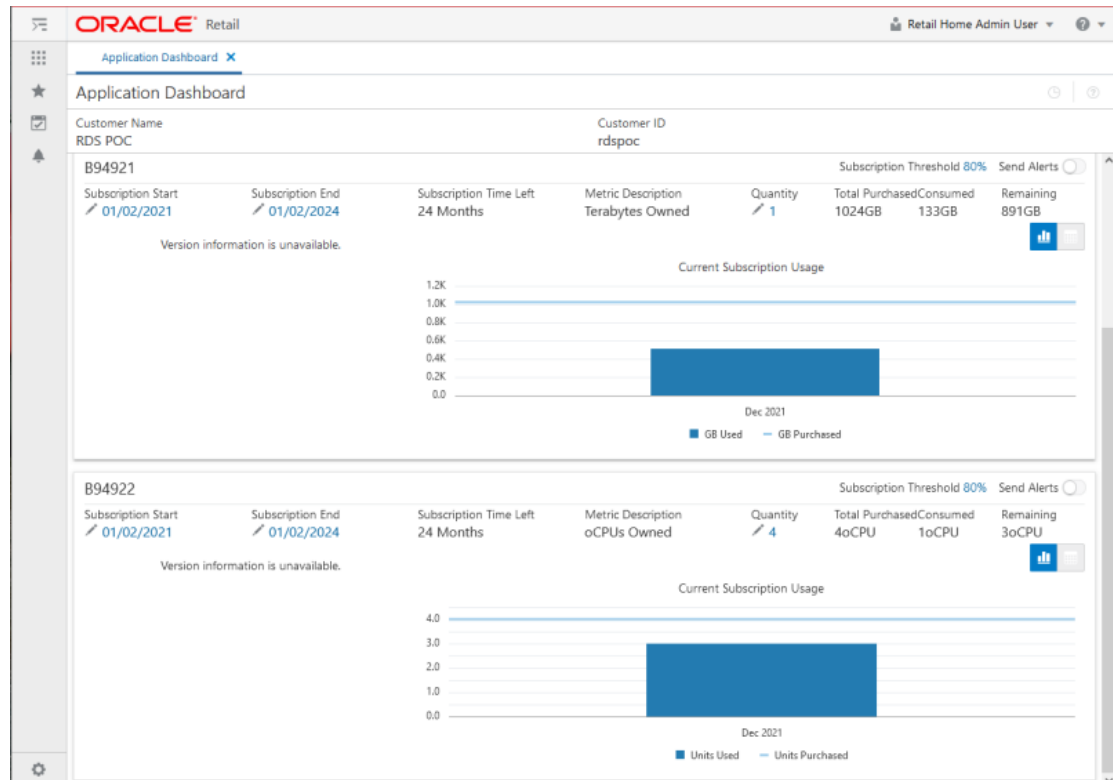 ORACLE Retail
Retail Home Admin User
Application Dashboard
Application Dashboard
Customer Name
Customer ID
RDS POC
rdspoc
B94921
Subscription Threshold 80% Send Alerts
Subscription Start Subscription End Subscription Time Left Metric Description Quantity Total Purchased Consumed Remaining
01/02/2021 01/02/2024 24 Months Terabytes Owned 1 1024GB 133GB 891GB
Version information is unavailable.
Current Subscription Usage
1.2K
1.0K
0.8K
0.6K
0.4K
0.2K
0.0
Dec 2021
GB Used GB Purchased
B94922
Subscription Threshold 80% Send Alerts
Subscription Start Subscription End Subscription Time Left Metric Description Quantity Total Purchased Consumed Remaining
01/02/2021 01/02/2024 24 Months oCPUs Owned 4 4oCPU 1oCPU 3oCPU
Version information is unavailable.
Current Subscription Usage
4.0
3.0
2.0
1.0
0.0
Dec 2021
Units Used Units Purchased